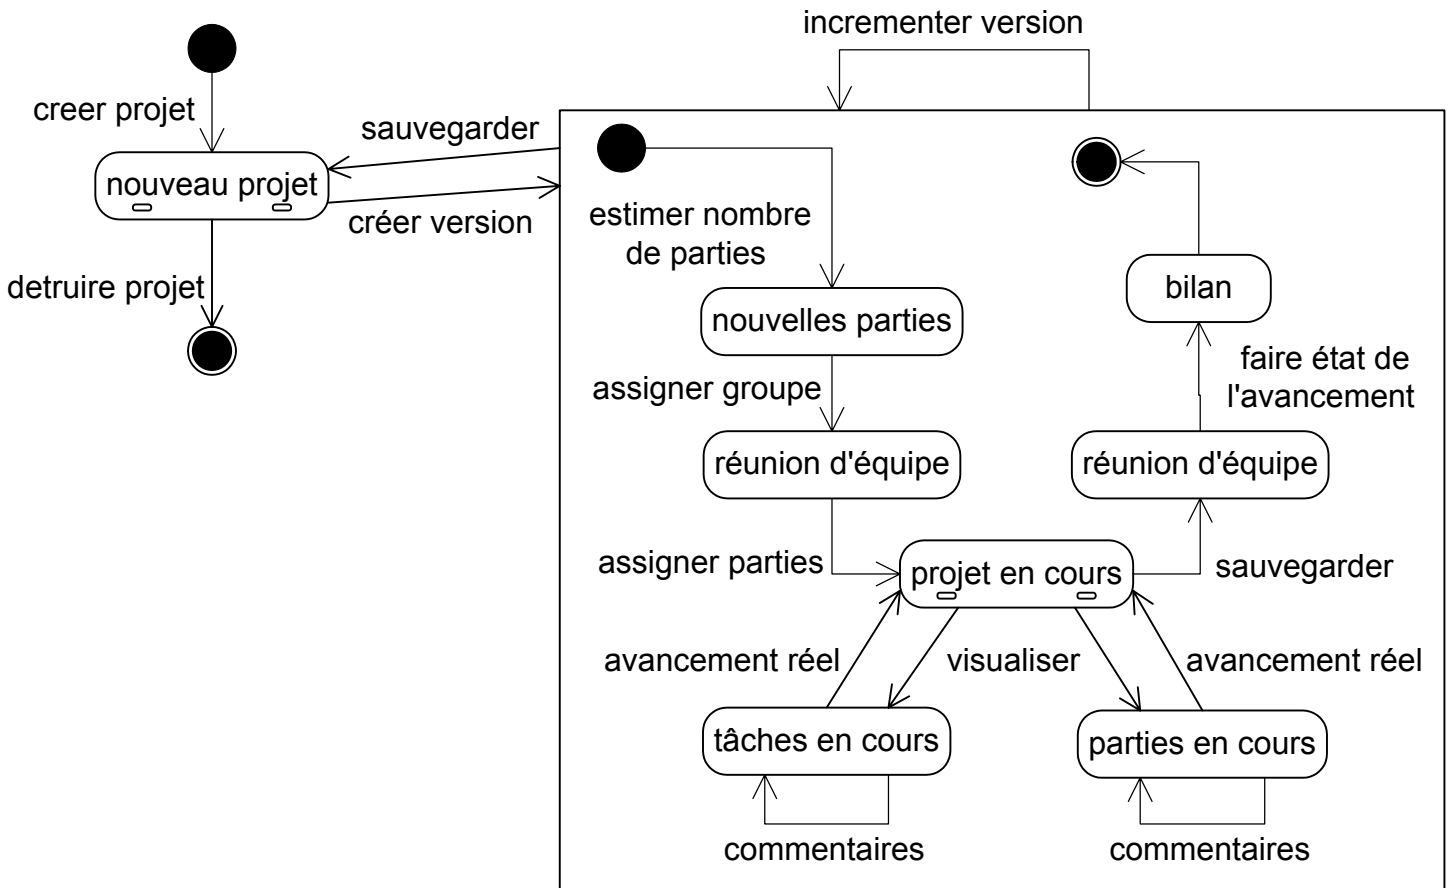 incrementer version
creer projet
sauvegarder
nouveau projet
créer version
estimer nombre
de parties
detruire projet
bilan
nouvelles parties
faire état de
l'avancement
assigner groupe
réunion d'équipe
réunion d'équipe
assigner parties
projet en cours
sauvegarder
avancement réel
visualiser
avancement réel
tâches en cours
parties en cours
commentaires
commentaires